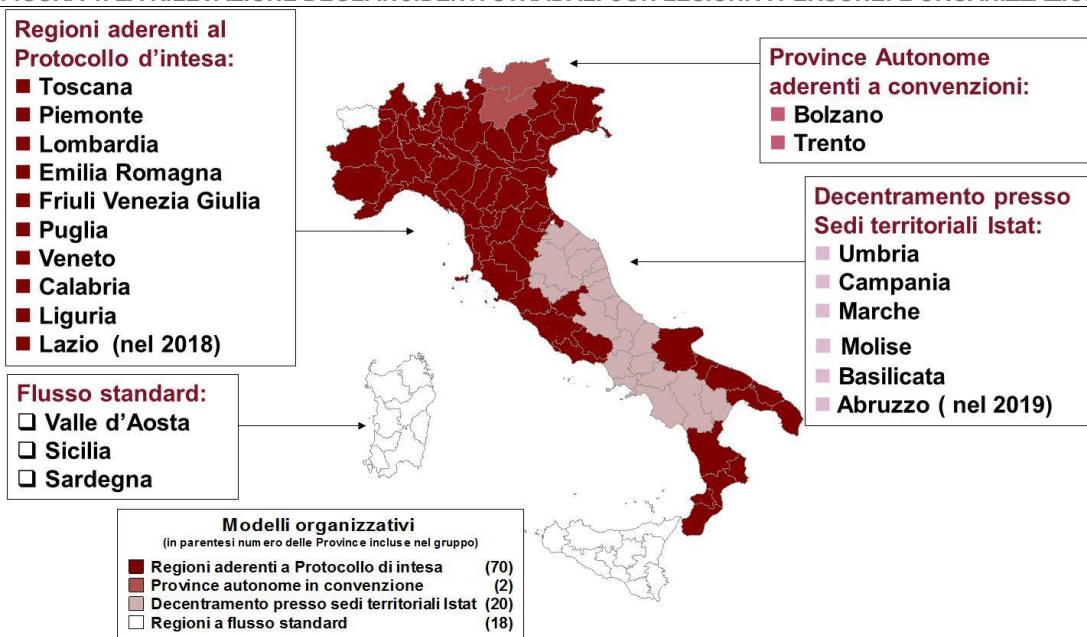 Regioni aderenti al
Protocollo d'intesa:
Toscana
Piemonte
Lombardia
Emilia Romagna
Friuli Venezia Giulia
Puglia
Veneto
Calabria
Liguria
Lazio (nel 2018)
Flusso standard:
Valle d'Aosta
Sicilia
Sardegna
Province Autonome
aderenti a convenzioni:
Bolzano
Trento
Decentramento presso
Sedi territoriali Istat:
Umbria
Campania
Marche
Molise
Basilicata
Abruzzo ( nel 2019)
Modelli organizzativi
(in parentesi numero delle Province incluse nel gruppo)
Regioni aderenti a Protocollo di intesa (70)
Province autonome in convenzione (2)
Decentramento presso sedi territoriali Istat (20)
Regioni a flusso standard (18)